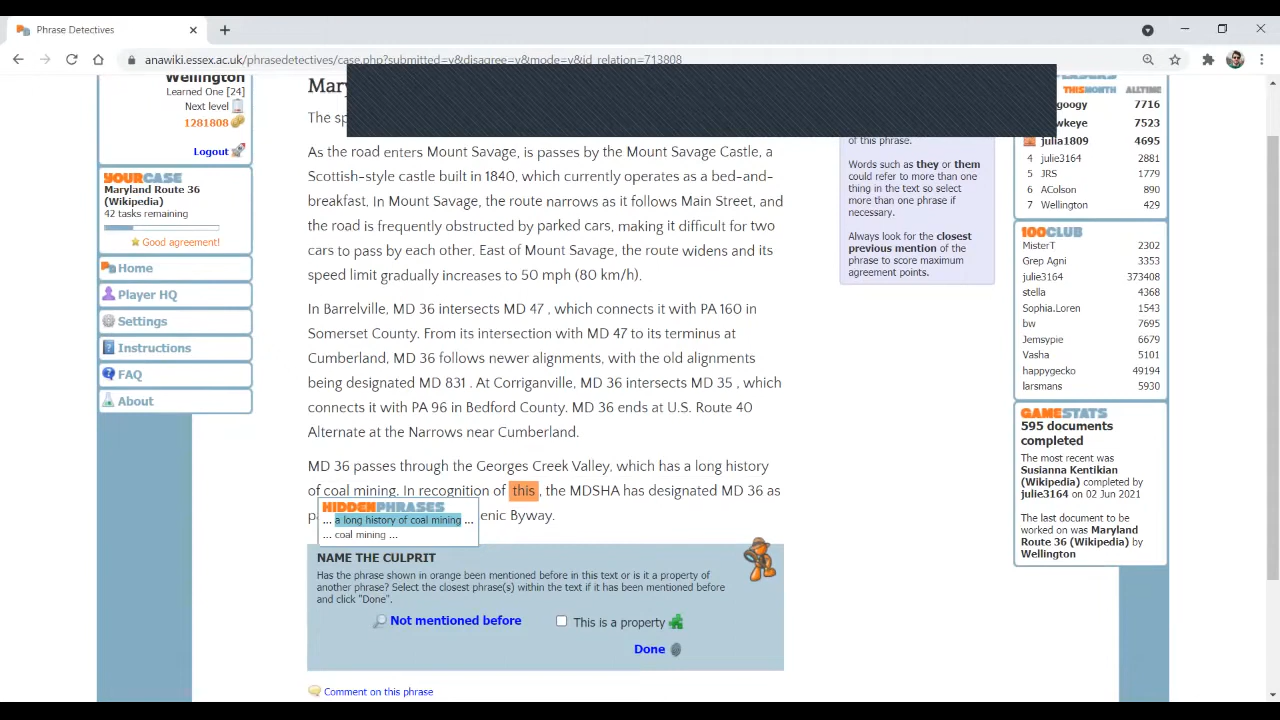 Phrase Detectives
anawiki.essex.ac.uk/phrasedetectives/case.php?submitted=y&disagree=y&mode=y&id_relation=713808
Wellington
Learned One [24]
Next level
1281808
Logout
YOURCASE
Maryland Route 36
(Wikipedia)
42 tasks remaining
Good agreement!
Home
Player HQ
Settings
Instructions
FAQ
About
Mary
The sp
As the road enters Mount Savage, is passes by the Mount Savage Castle, a
Scottish-style castle built in 1840, which currently operates as a bed-and-
breakfast. In Mount Savage, the route narrows as it follows Main Street, and
the road is frequently obstructed by parked cars, making it difficult for two
cars to pass by each other. East of Mount Savage, the route widens and its
speed limit gradually increases to 50 mph (80 km/h).
In Barrelville, MD 36 intersects MD 47 , which connects it with PA 160 in
Somerset County. From its intersection with MD 47 to its terminus at
Cumberland, MD 36 follows newer alignments, with the old alignments
being designated MD 831 . At Corriganville, MD 36 intersects MD 35 , which
connects it with PA 96 in Bedford County. MD 36 ends at U.S. Route 40
Alternate at the Narrows near Cumberland.
MD 36 passes through the Georges Creek Valley, which has a long history
of coal mining. In recognition of this , the MDSHA has designated MD 36 as
p enic Byway.
HIDDENPHRASES
... a long history of coal mining ...
... coal mining ...
NAME THE CULPRIT
Has the phrase shown in orange been mentioned before in this text or is it a property of
another phrase? Select the closest phrase(s) within the text if it has been mentioned before
and click "Done".
Not mentioned before
This is a property
Done
Comment on this phrase
of this phrase.
Words such as they or them
could refer to more than one
thing in the text so select
more than one phrase if
necessary.
Always look for the closest
previous mention of the
phrase to score maximum
agreement points.
THISMONTH ALLTIME
googy 7716
wkeye 7523
julia1809 4695
4 julie3164 2881
5 JRS 1779
6 AColson 890
7 Wellington 429
100CLUB
MisterT 2302
Grep Agni 3353
julie3164 373408
stella 4368
Sophia.Loren 1543
bw 7695
Jemsypie 6679
Vasha 5101
happygecko 49194
larsmans 5930
GAMESTATS
595 documents
completed
The most recent was
Susianna Kentikian
(Wikipedia) completed by
julie3164 on 02 Jun 2021
The last document to be
worked on was Maryland
Route 36 (Wikipedia) by
Wellington